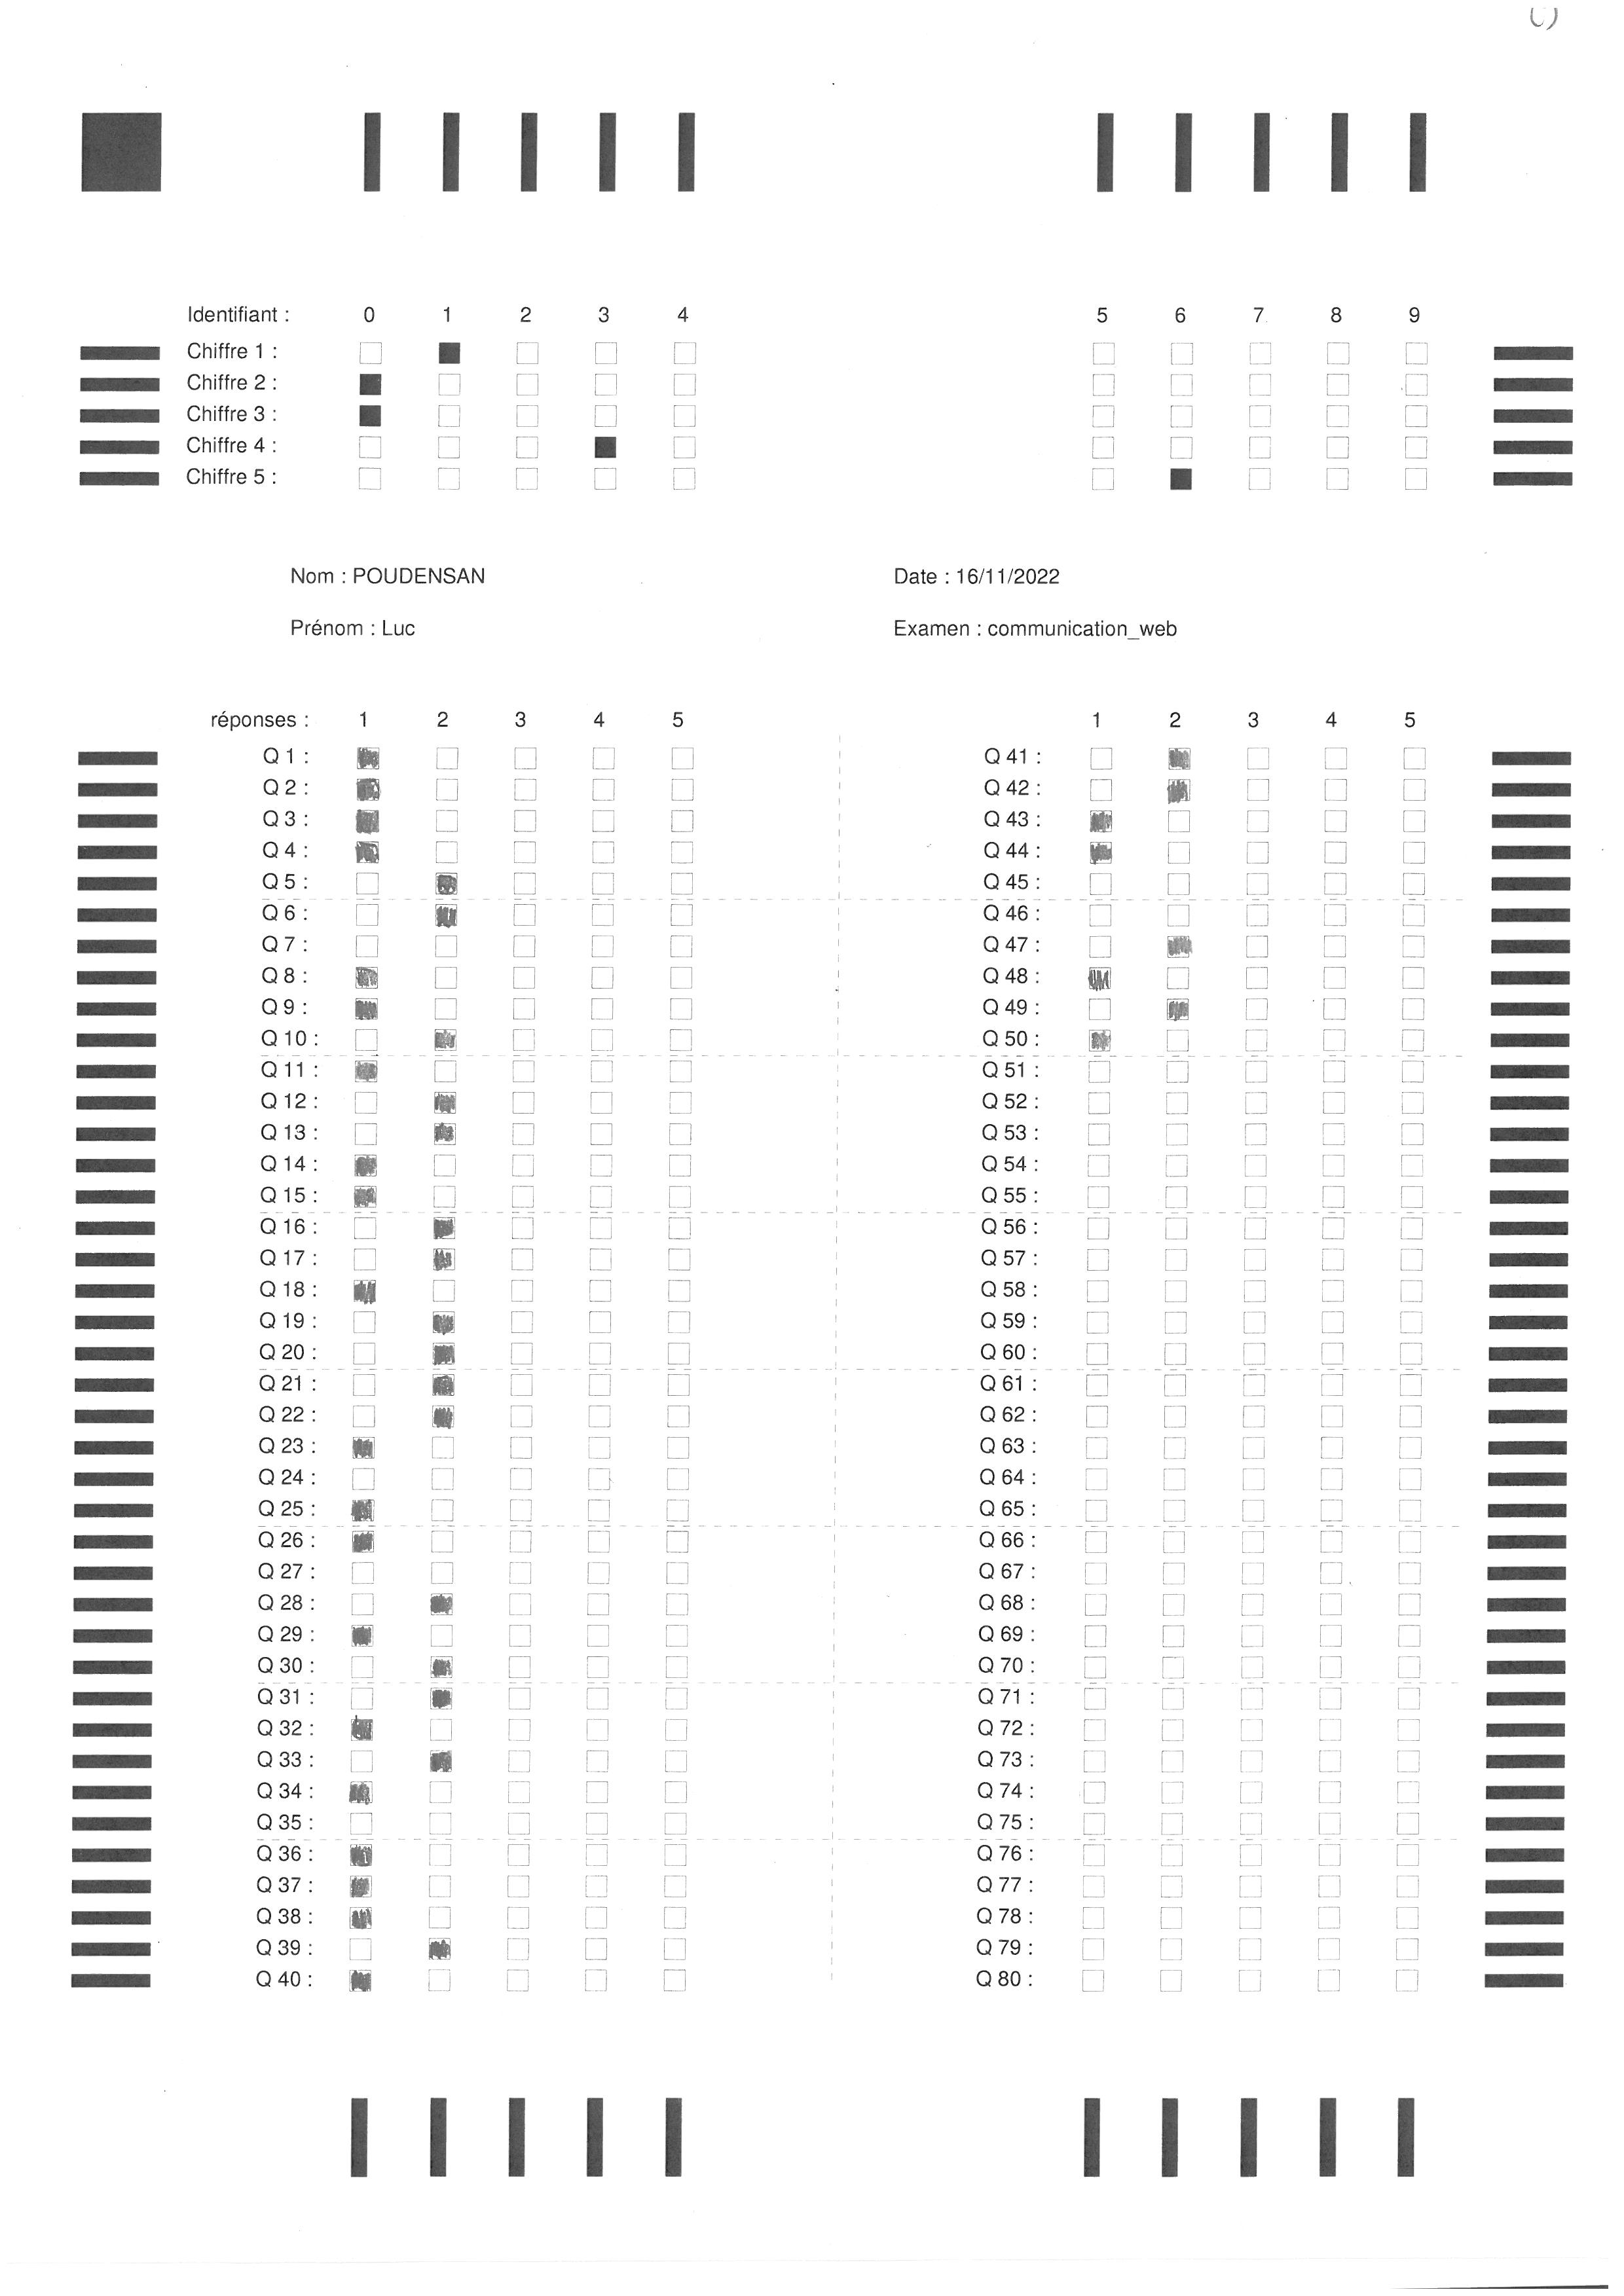 Identifiant : 0 1 2 3 4 5 6 7 8 9
Chiffre 1 :
Chiffre 2 :
Chiffre 3 :
Chiffre 4 :
Chiffre 5 :
Nom : POUDENSAN Date : 16/11/2022
Prénom : Luc Examen : communication_web
réponses : 1 2 3 4 5 1 2 3 4 5
Q 1 : Q 41 :
Q 2 : Q 42 :
Q 3 : Q 43 :
Q 4 : Q 44 :
Q 5 : Q 45 :
Q 6 : Q 46 :
Q 7 : Q 47 :
Q 8 : Q 48 :
Q 9 : Q 49 :
Q 10 : Q 50 :
Q 11 : Q 51 :
Q 12 : Q 52 :
Q 13 : Q 53 :
Q 14 : Q 54 :
Q 15 : Q 55 :
Q 16 : Q 56 :
Q 17 : Q 57 :
Q 18 : Q 58 :
Q 19 : Q 59 :
Q 20 : Q 60 :
Q 21 : Q 61 :
Q 22 : Q 62 :
Q 23 : Q 63 :
Q 24 : Q 64 :
Q 25 : Q 65 :
Q 26 : Q 66 :
Q 27 : Q 67 :
Q 28 : Q 68 :
Q 29 : Q 69 :
Q 30 : Q 70 :
Q 31 : Q 71 :
Q 32 : Q 72 :
Q 33 : Q 73 :
Q 34 : Q 74 :
Q 35 : Q 75 :
Q 36 : Q 76 :
Q 37 : Q 77 :
Q 38 : Q 78 :
Q 39 : Q 79 :
Q 40 : Q 80 :